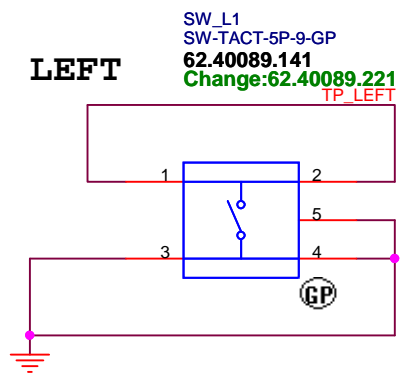 SW_L1
SW-TACT-5P-9-GP
62.40089.141
Change:62.40089.221
LEFT
TP_LEFT
1
2
5
3
4
GP